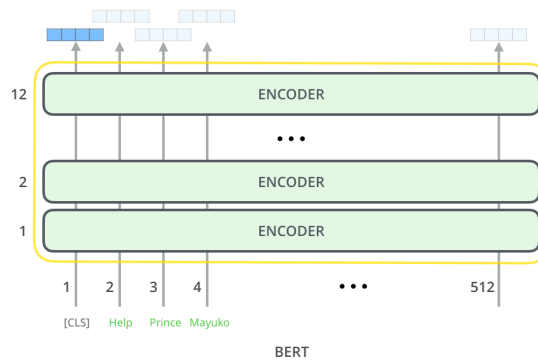 12 ENCODER
...
2 ENCODER
1 ENCODER
1 2 3 4 ... 512
[CLS] Help Prince Mayuko
BERT